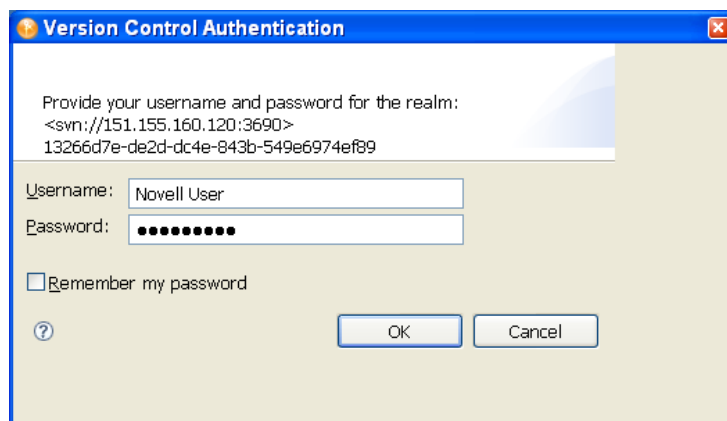 Version Control Authentication
Provide your username and password for the realm:
<svn://151.155.160.120:3690>
13266d7e-de2d-dc4e-843b-549e6974ef89
Username: Novell User
Password: ●●●●●●●●●
Remember my password
? OK Cancel